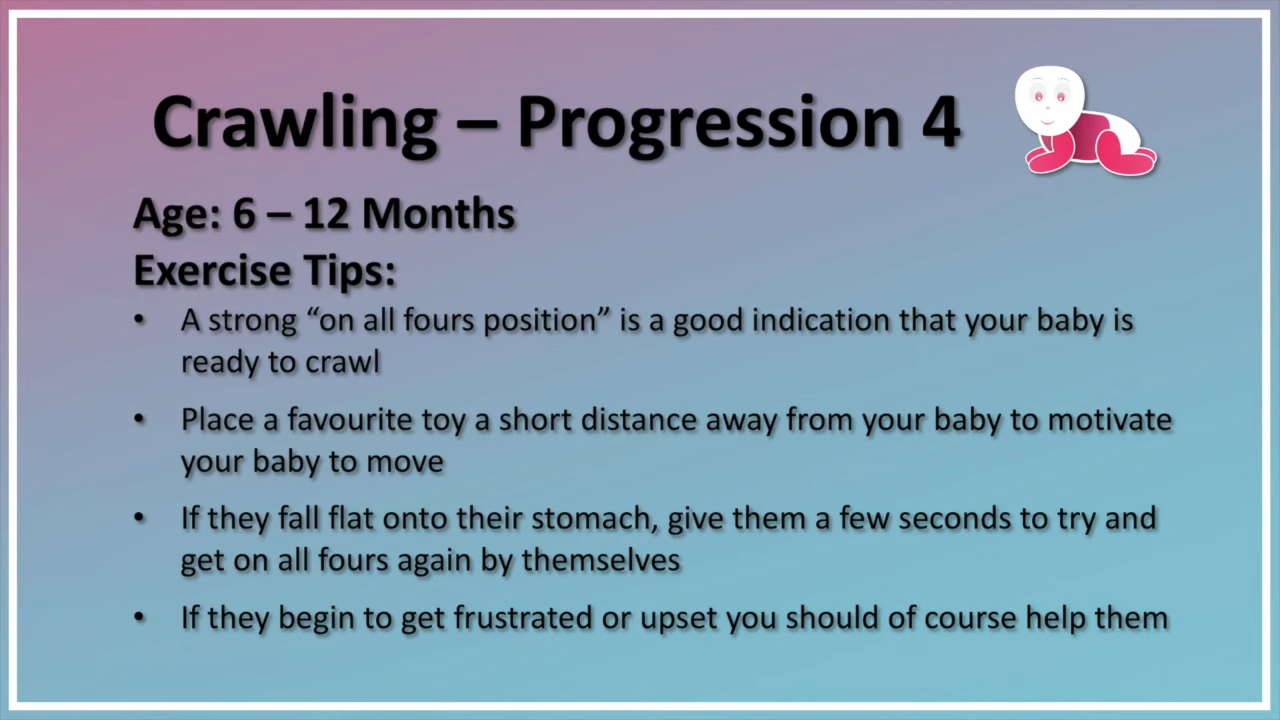 Crawling – Progression 4
Age: 6 – 12 Months
Exercise Tips:
• A strong “on all fours position” is a good indication that your baby is
ready to crawl
• Place a favourite toy a short distance away from your baby to motivate
your baby to move
• If they fall flat onto their stomach, give them a few seconds to try and
get on all fours again by themselves
• If they begin to get frustrated or upset you should of course help them